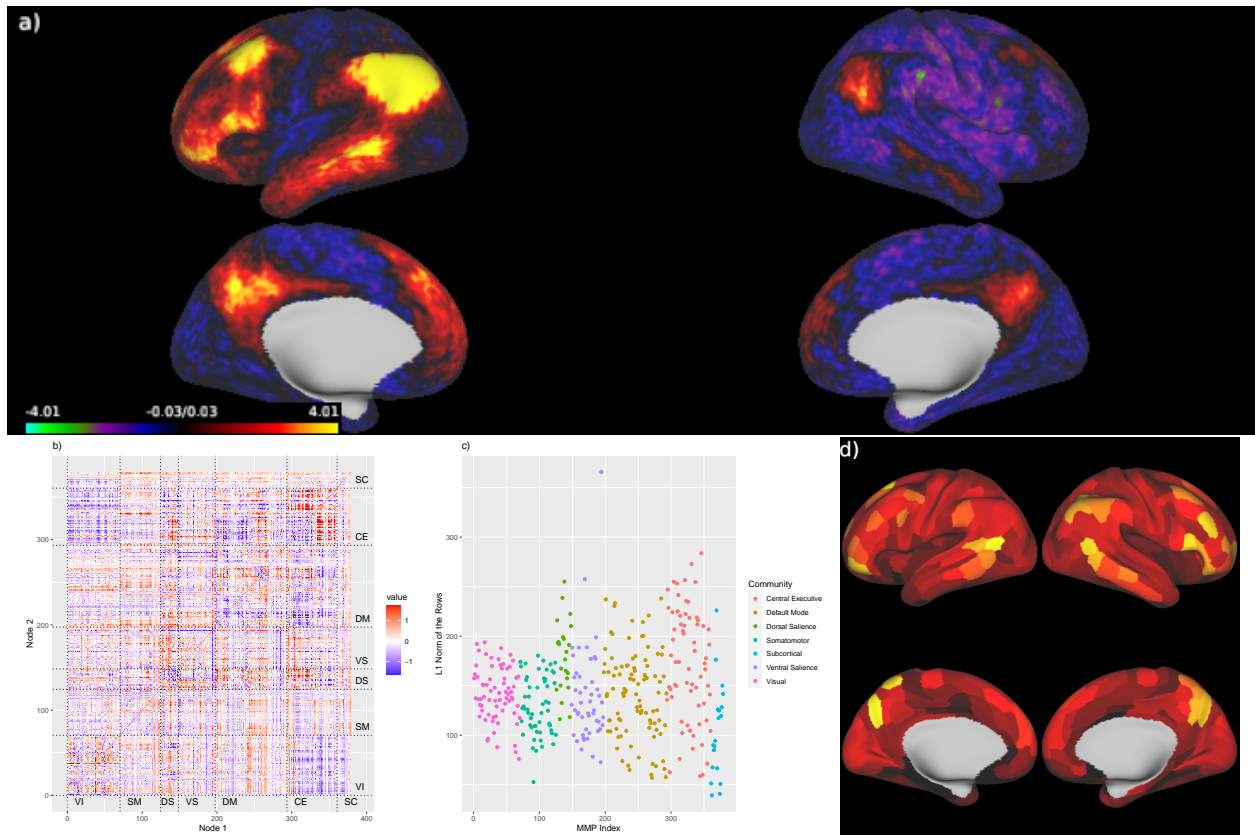 a)
-4.01 -0.03/0.03 4.01
b)
SC
CE
DM
VS
DS
SM
VI
VI SM DS VS DM CE SC
300
200
100
0
0 100 200 300 400
Node 2
Node 1
value
1
0
-1
c)
L1 Norm of the Rows
300
200
100
0 100 200 300
MMP Index
Community
Central Executive
Default Mode
Dorsal Salience
Somatomotor
Subcortical
Ventral Salience
Visual
d)